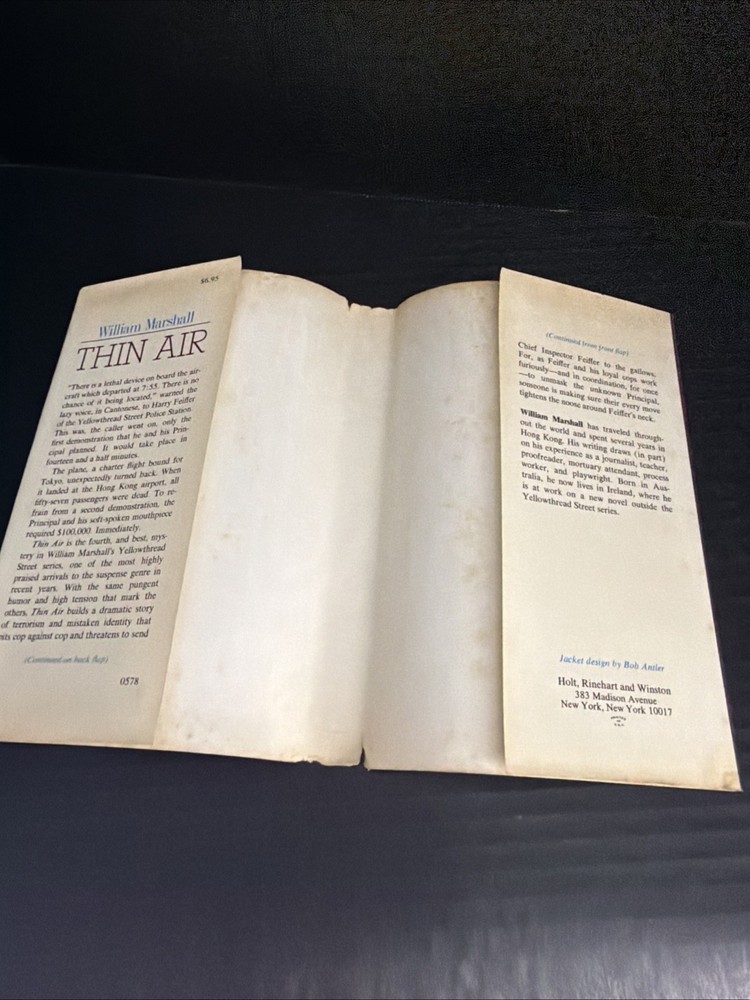 $6.95
William Marshall
THIN AIR
"There is a lethal device on board the air-
craft which departed at 7:55. There is no
chance of it being located," warned the
lazy voice, in Cantonese, to Harry Feiffer
of the Yellowthread Street Police Station.
This was, the caller went on, only the
first demonstration that he and his Prin-
cipal planned. It would take place in
fourteen and a half minutes.
The plane, a charter flight bound for
Tokyo, unexpectedly turned back. When
it landed at the Hong Kong airport, all
fifty-seven passengers were dead. To re-
frain from a second demonstration, the
Principal and his soft-spoken mouthpiece
required $100,000. Immediately.
Thin Air is the fourth, and best, mys-
tery in William Marshall's Yellowthread
Street series, one of the most highly
praised arrivals to the suspense genre in
recent years. With the same pungent
humor and high tension that mark the
others, Thin Air builds a dramatic story
of terrorism and mistaken identity that
cop against cop and threatens to send
(Continued on back flap)
0578
(Continued from front flap)
Chief Inspector Feiffer to the gallows.
For, as Feiffer and his loyal cops work
furiously—and in coordination, for once
—to unmask the unknown Principal,
someone is making sure their every move
tightens the noose around Feiffer's neck.
William Marshall has traveled through-
out the world and spent several years in
Hong Kong. His writing draws (in part)
on his experience as a journalist, teacher,
proofreader, mortuary attendant, process
worker, and playwright. Born in Aus-
tralia, he now lives in Ireland, where he
is at work on a new novel outside the
Yellowthread Street series.
Jacket design by Bob Antler
Holt, Rinehart and Winston
383 Madison Avenue
New York, New York 10017